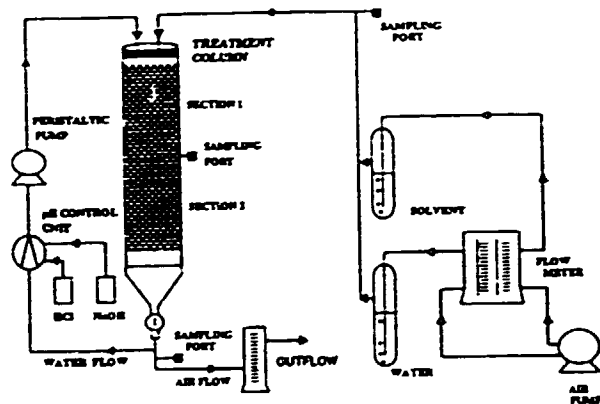 TREATMENT
COLUMN
SAMPLING
PORT
SECTION 1
PERISTALTIC
PUMP
SAMPLING
PORT
SECTION 2
SOLVENT
pH CONTROL
UNIT
FLOW
METER
HCl
NaOH
SAMPLING
PORT
WATER FLOW
AIR FLOW
OUTFLOW
WATER
AIR
PUMP